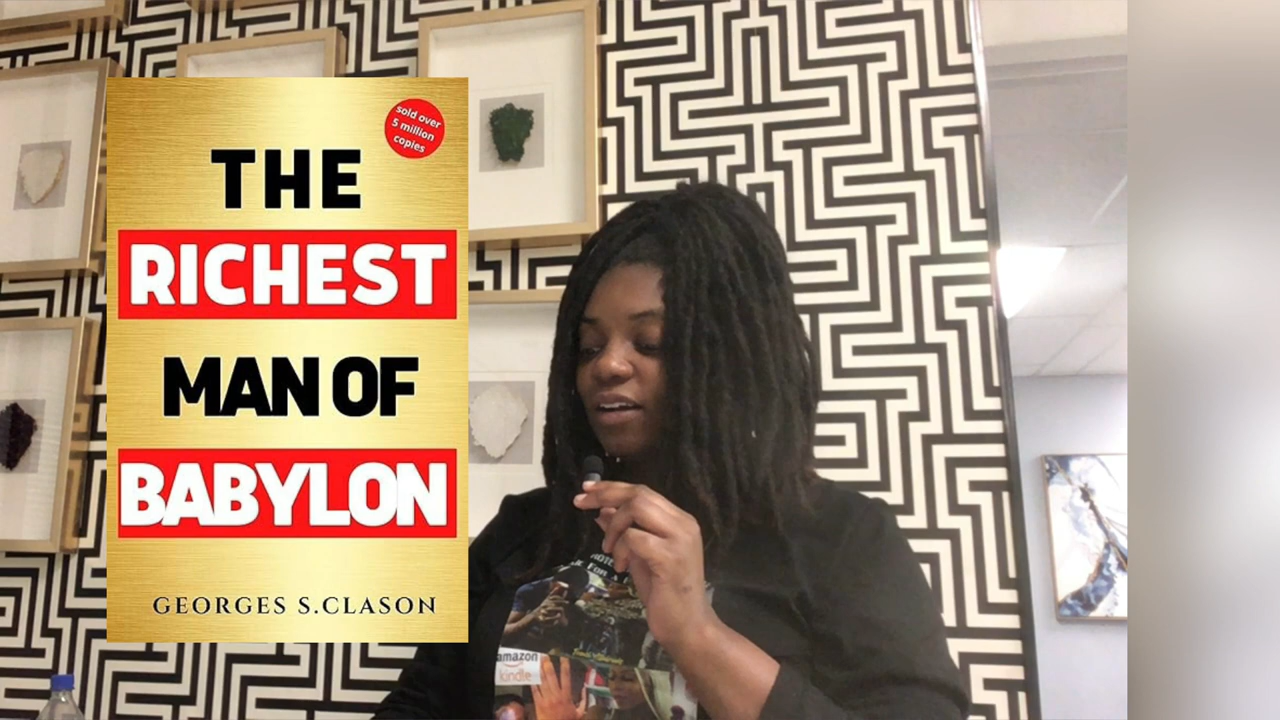 sold over
5 million
copies
THE
RICHEST
MAN OF
BABYLON
GEORGES S.CLASON
amazon
kindle